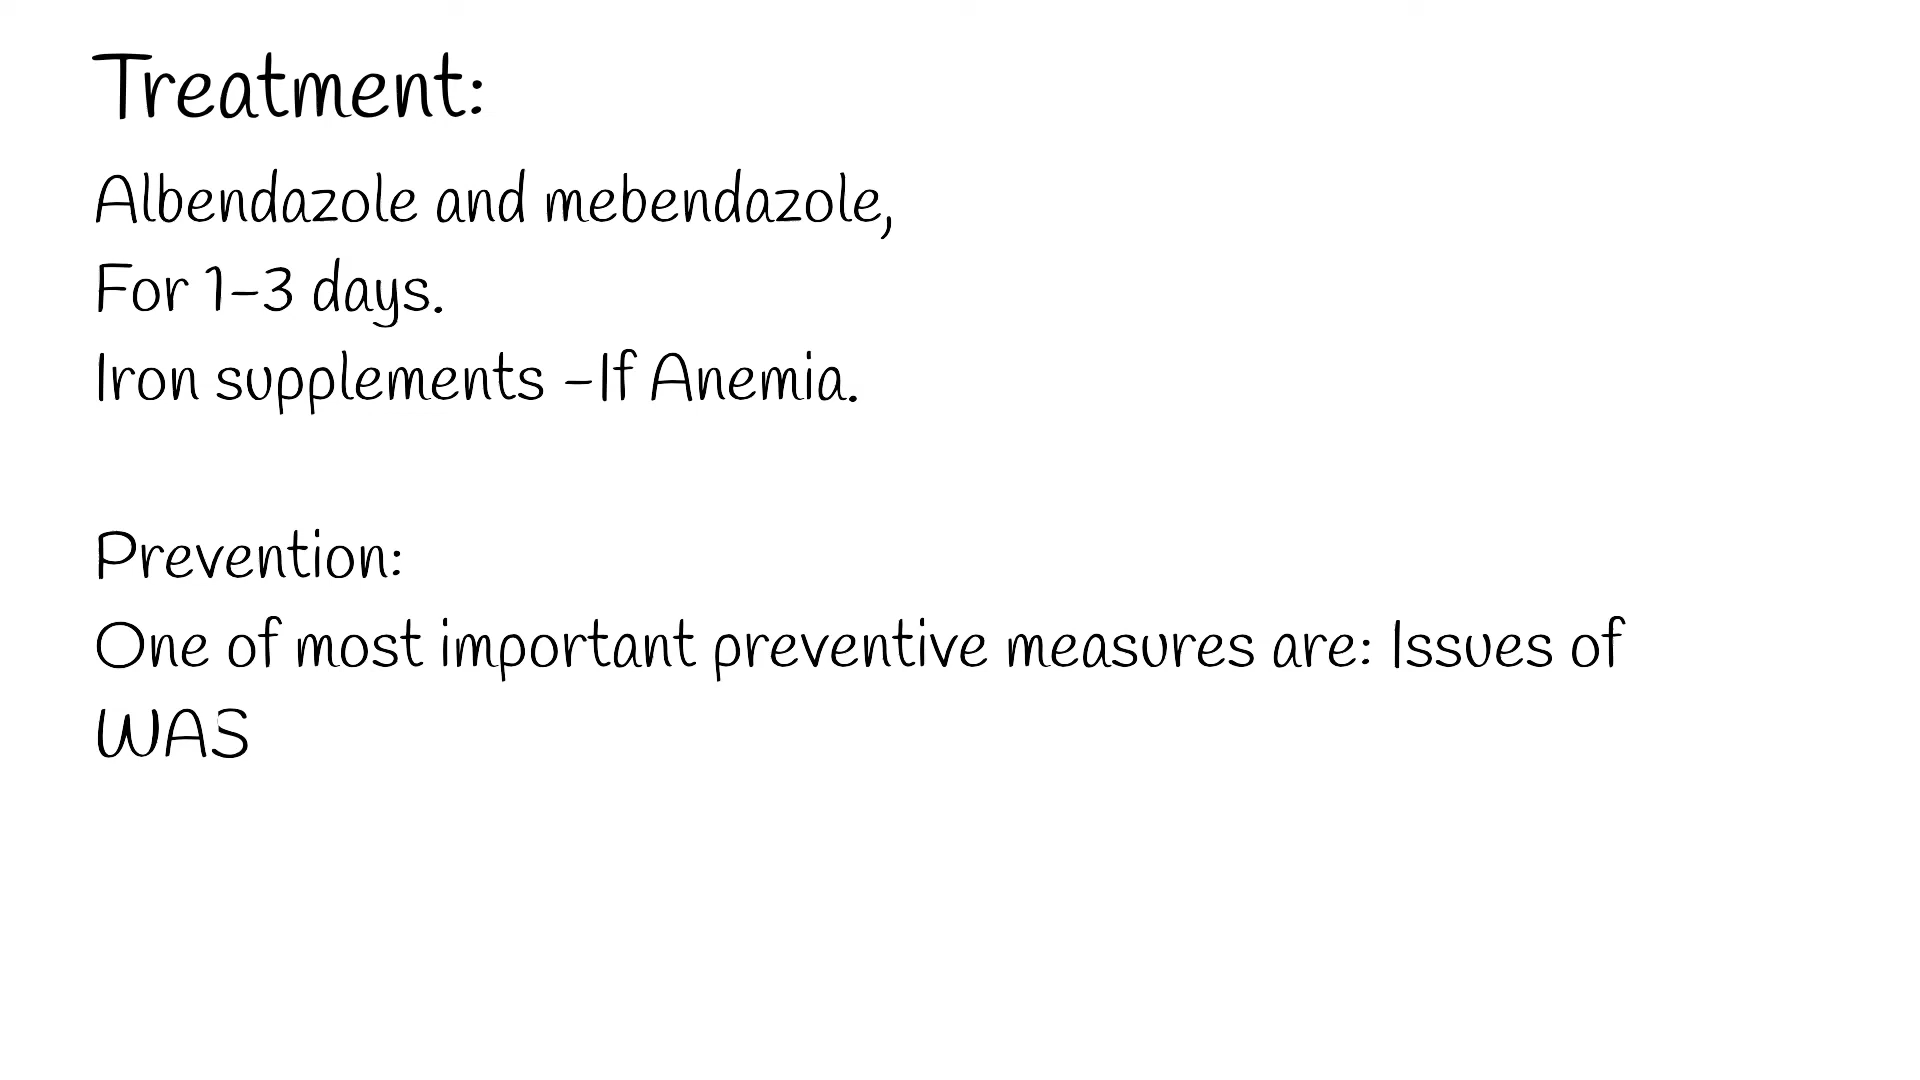 Treatment:
Albendazole and mebendazole,
For 1-3 days.
Iron supplements -If Anemia.
Prevention:
One of most important preventive measures are: Issues of
WAS